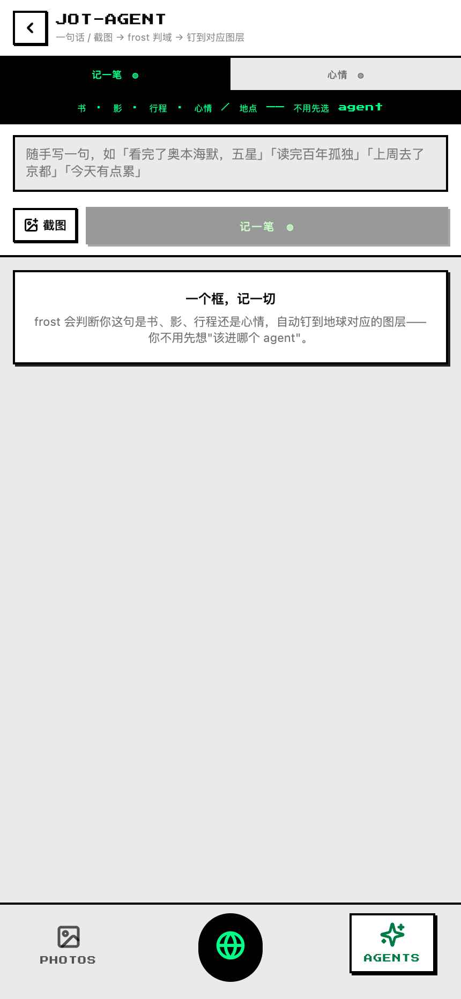 JOT-AGENT
一句话 / 截图 → frost 判域 → 钉到对应图层
记一笔 ◍
心情 ◍
书 · 影 · 行程 · 心情 / 地点 —— 不用先选 agent
随手写一句，如「看完了奥本海默，五星」「读完百年孤独」「上周去了
京都」「今天有点累」
截图
记一笔 ◍
一个框，记一切
frost 会判断你这句是书、影、行程还是心情，自动钉到地球对应的图层——
你不用先想"该进哪个 agent"。
PHOTOS
AGENTS